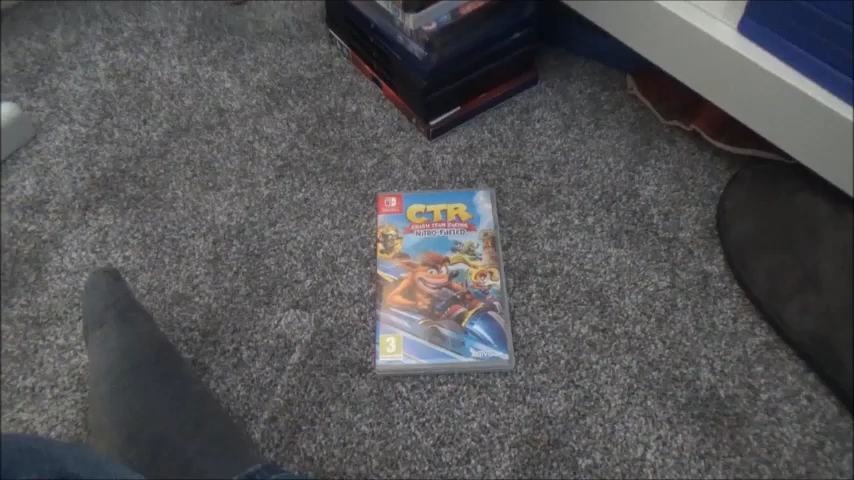 CTR
CRASH TEAM RACING
NITRO-FUELED
3